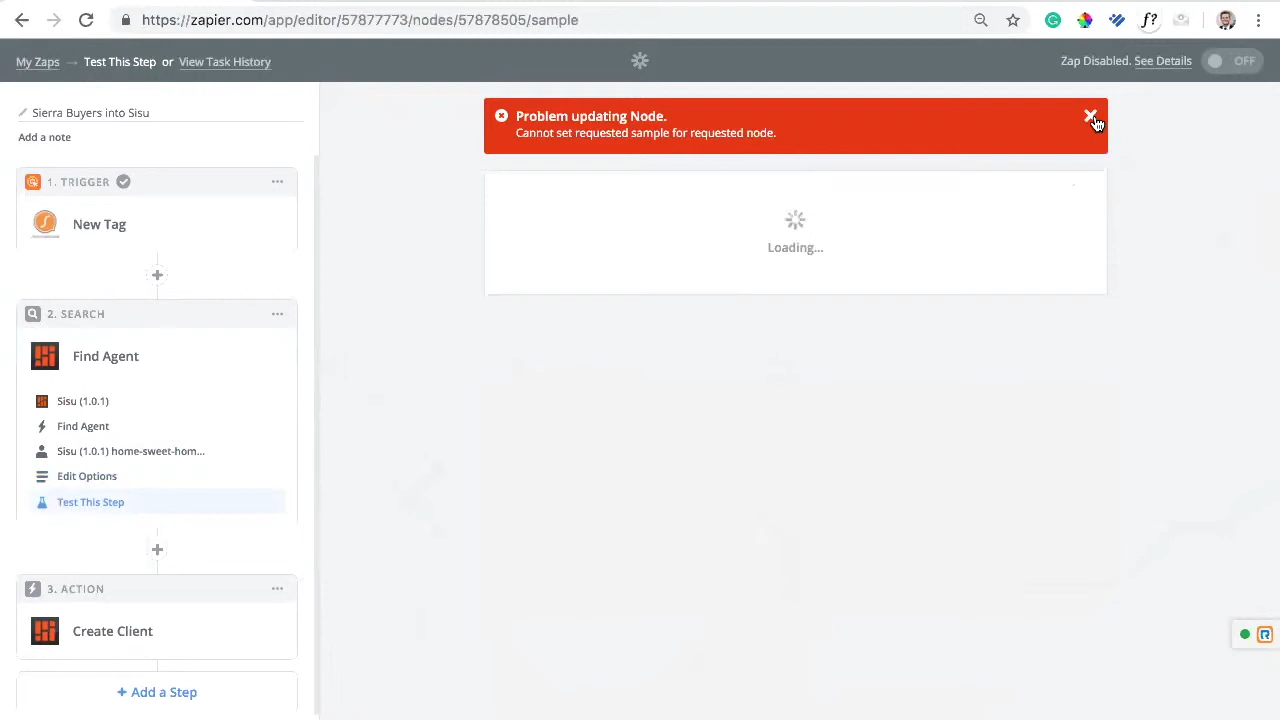 https://zapier.com/app/editor/57877773/nodes/57878505/sample
f?
My Zaps → Test This Step or View Task History
Zap Disabled. See Details OFF
Sierra Buyers into Sisu
Add a note
1. TRIGGER
New Tag
2. SEARCH
Find Agent
Sisu (1.0.1)
Find Agent
Sisu (1.0.1) home-sweet-hom...
Edit Options
Test This Step
3. ACTION
Create Client
+ Add a Step
Problem updating Node.
Cannot set requested sample for requested node.
Loading...